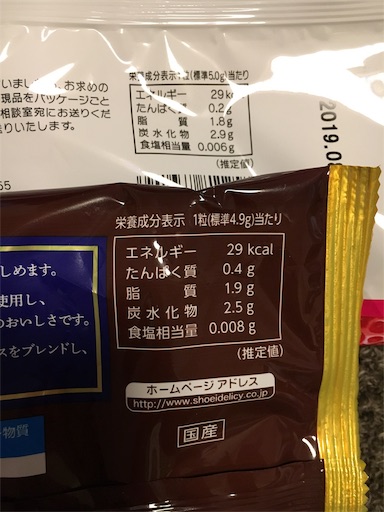 いました
お求めの
現品をパッケージごと
相談室宛にお送りくだ
いたします。
55
栄養成分表示1粒(標準5.0g)当たり
エネルギー 29kcal
たんぱく質 0.2g
脂質 1.8g
炭水化物 2.9g
食塩相当量 0.006g
(推定値)
2019.0
栄養成分表示 1粒(標準4.9g)当たり
エネルギー 29 kcal
たんぱく質 0.4 g
脂質 1.9 g
炭水化物 2.5 g
食塩相当量 0.008 g
(推定値)
しめます。
使用し、
のおいしさです。
スをブレンドし、
物質
ホームページ アドレス
http://www.shoeidelicy.co.jp
国産